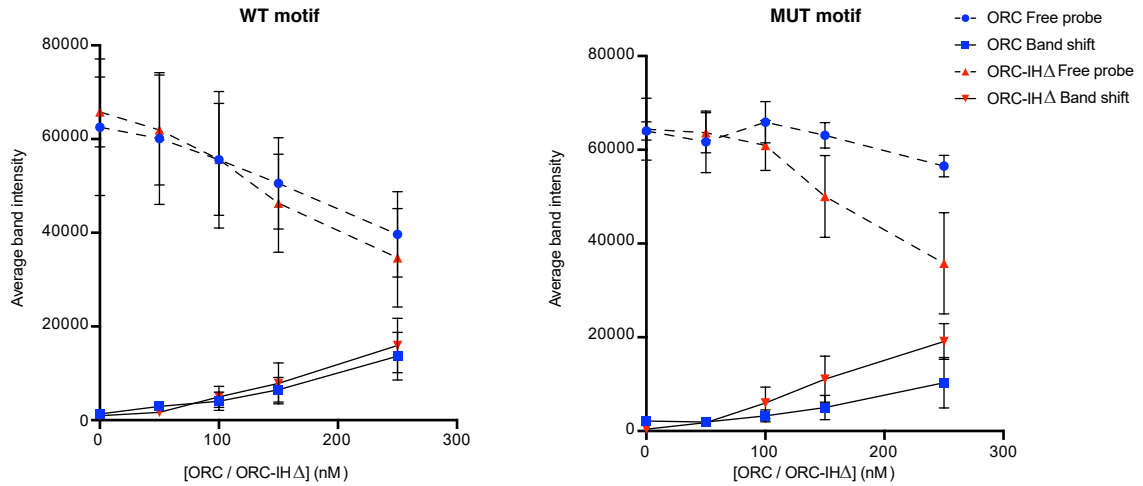 WT motif
80000
60000
40000
20000
0
0 100 200 300
Average band intensity
[ORC / ORC-IHΔ] (nM)
MUT motif
80000
60000
40000
20000
0
0 100 200 300
Average band intensity
[ORC / ORC-IHΔ] (nM)
ORC Free probe
ORC Band shift
ORC-IHΔ Free probe
ORC-IHΔ Band shift